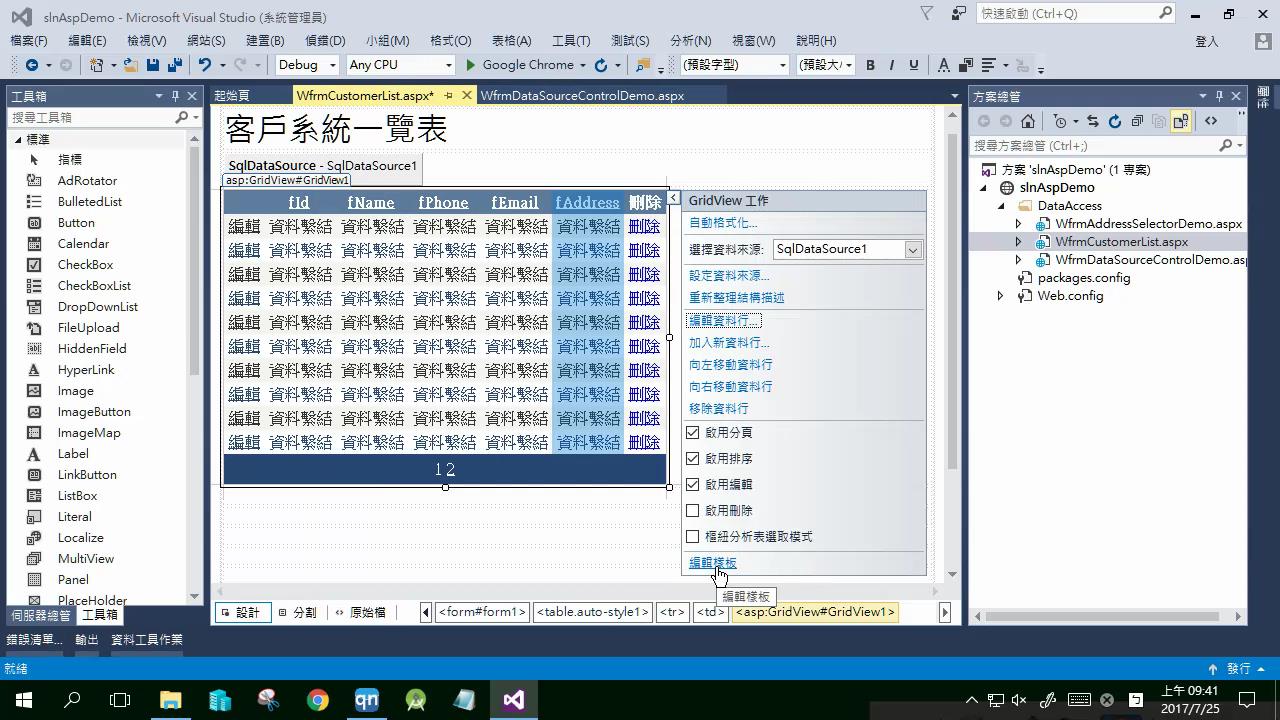 slnAspDemo - Microsoft Visual Studio (系統管理員)
快速啟動 (Ctrl+Q)
檔案(F) 編輯(E) 檢視(V) 網站(S) 建置(B) 偵錯(D) 小組(M) 格式(O) 表格(A) 工具(T) 測試(S) 分析(N) 視窗(W) 說明(H) 登入
Debug Any CPU Google Chrome (預設字型) (預設大/ B I U A
工具箱
搜尋工具箱
標準
指標
AdRotator
BulletedList
Button
Calendar
CheckBox
CheckBoxList
DropDownList
FileUpload
HiddenField
HyperLink
Image
ImageButton
ImageMap
Label
LinkButton
ListBox
Literal
Localize
MultiView
Panel
PlaceHolder
伺服器總管 工具箱
起始頁 WfrmCustomerList.aspx* WfrmDataSourceControlDemo.aspx
客戶系統一覽表
SqlDataSource - SqlDataSource1
asp:GridView#GridView1
fId fName fPhone fEmail fAddress 刪除
編輯 資料繫結 資料繫結 資料繫結 資料繫結 資料繫結 刪除
編輯 資料繫結 資料繫結 資料繫結 資料繫結 資料繫結 刪除
編輯 資料繫結 資料繫結 資料繫結 資料繫結 資料繫結 刪除
編輯 資料繫結 資料繫結 資料繫結 資料繫結 資料繫結 刪除
編輯 資料繫結 資料繫結 資料繫結 資料繫結 資料繫結 刪除
編輯 資料繫結 資料繫結 資料繫結 資料繫結 資料繫結 刪除
編輯 資料繫結 資料繫結 資料繫結 資料繫結 資料繫結 刪除
編輯 資料繫結 資料繫結 資料繫結 資料繫結 資料繫結 刪除
編輯 資料繫結 資料繫結 資料繫結 資料繫結 資料繫結 刪除
編輯 資料繫結 資料繫結 資料繫結 資料繫結 資料繫結 刪除
1 2
GridView 工作
自動格式化...
選擇資料來源: SqlDataSource1
設定資料來源...
重新整理結構描述
編輯資料行...
加入新資料行...
向左移動資料行
向右移動資料行
移除資料行
啟用分頁
啟用排序
啟用編輯
啟用刪除
樞紐分析表選取模式
編輯樣板
編輯樣板
設計 分割 原始檔 <form#form1> <table.auto-style1> <tr> <td> <asp:GridView#GridView1>
方案總管
搜尋方案總管 (Ctrl+;)
方案 'slnAspDemo' (1 專案)
slnAspDemo
DataAccess
WfrmAddressSelectorDemo.aspx
WfrmCustomerList.aspx
WfrmDataSourceControlDemo.as
packages.config
Web.config
錯誤清單... 輸出 資料工具作業
就緒 發行
上午 09:41
2017/7/25